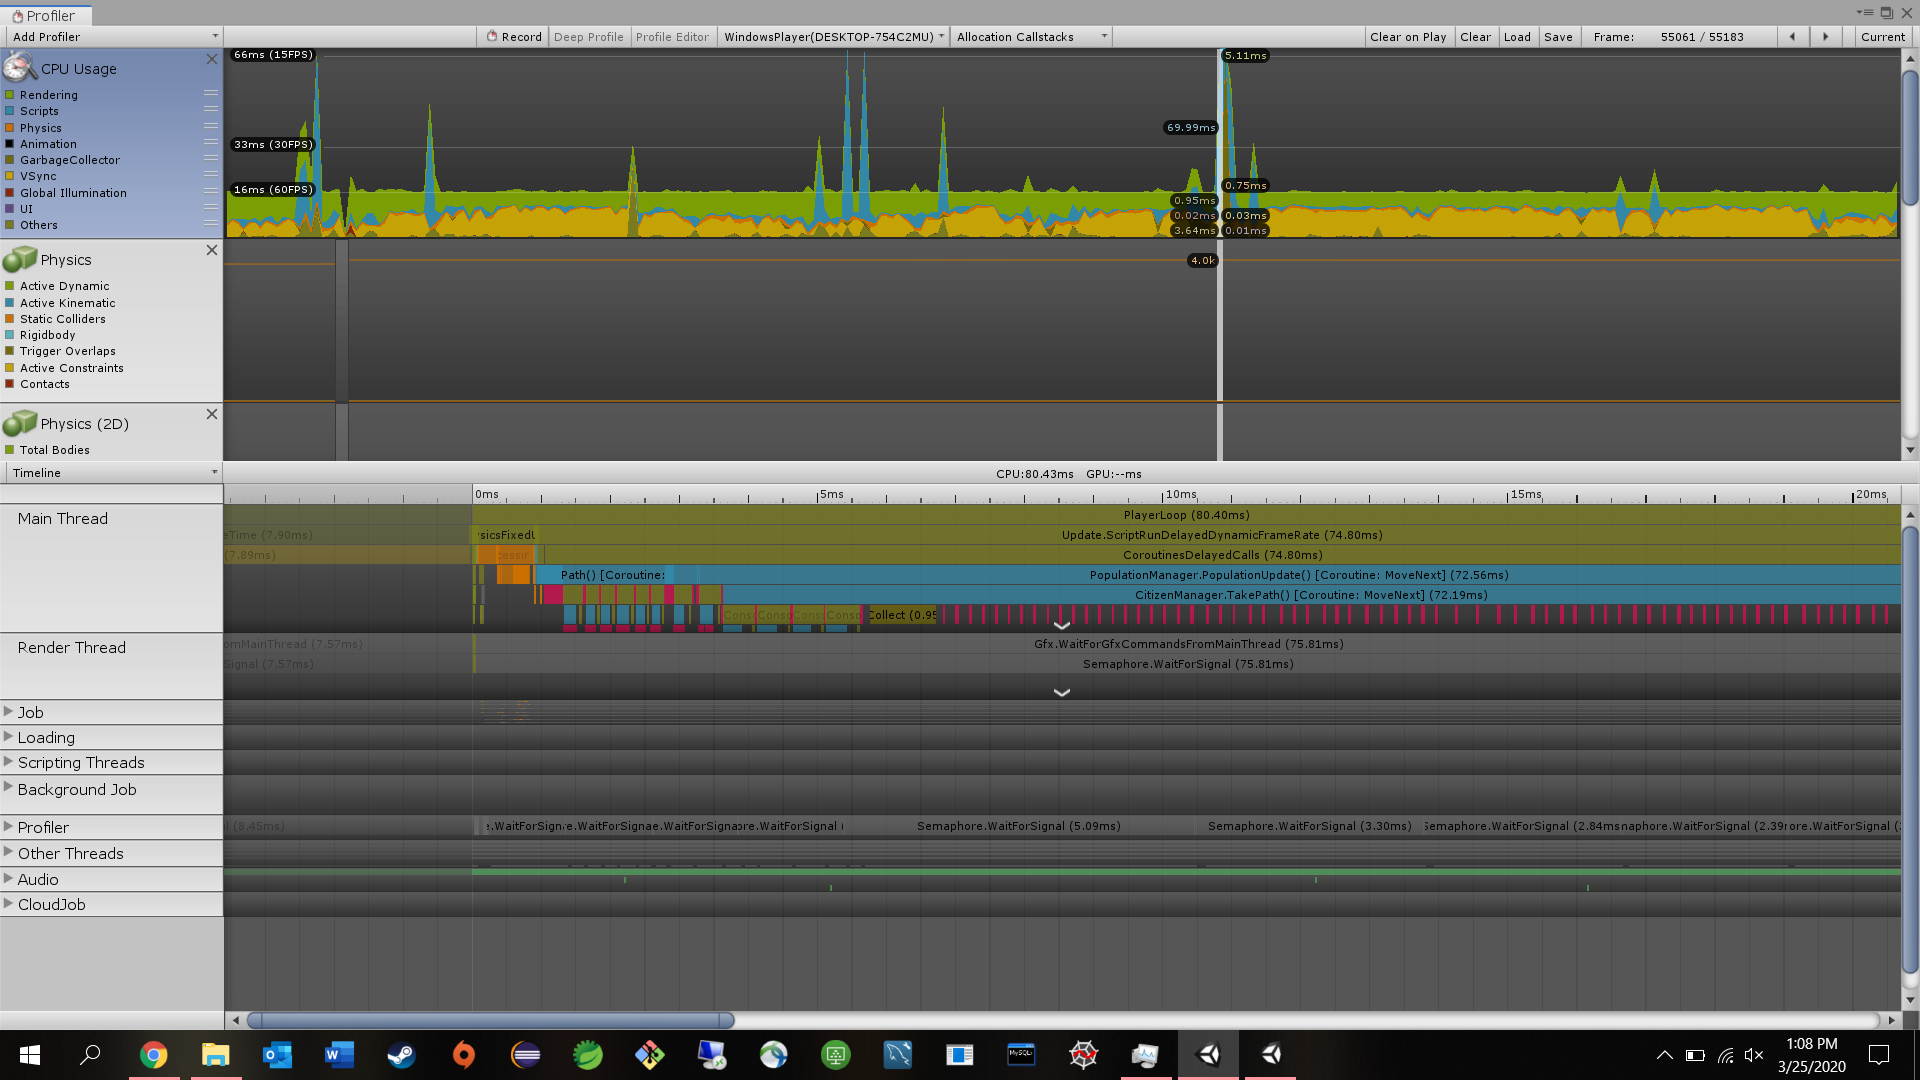 Profiler
Add Profiler
Record Deep Profile Profile Editor WindowsPlayer(DESKTOP-754C2MU) Allocation Callstacks Clear on Play Clear Load Save Frame: 55061 / 55183 Current
CPU Usage
Rendering
Scripts
Physics
Animation
GarbageCollector
VSync
Global Illumination
UI
Others
66ms (15FPS)
33ms (30FPS)
16ms (60FPS)
5.11ms
69.99ms
0.75ms
0.95ms
0.02ms 0.03ms
3.64ms 0.01ms
Physics
Active Dynamic
Active Kinematic
Static Colliders
Rigidbody
Trigger Overlaps
Active Constraints
Contacts
4.0k
Physics (2D)
Total Bodies
Timeline
CPU:80.43ms GPU:--ms
0ms 5ms 10ms 15ms 20ms
Main Thread
PlayerLoop (80.40ms)
eTime (7.90ms) Update.ScriptRunDelayedDynamicFrameRate (74.80ms)
(7.89ms) CoroutinesDelayedCalls (74.80ms)
Path() [Coroutine: PopulationManager.PopulationUpdate() [Coroutine: MoveNext] (72.56ms)
CitizenManager.TakePath() [Coroutine: MoveNext] (72.19ms)
Conso Conso Cons Conso Collect (0.95
Render Thread
omMainThread (7.57ms) Gfx.WaitForGfxCommandsFromMainThread (75.81ms)
Signal (7.57ms) Semaphore.WaitForSignal (75.81ms)
Job
Loading
Scripting Threads
Background Job
Profiler
(8.45ms) e.WaitForSign e.WaitForSigna e.WaitForSigna ore.WaitForSignal ( Semaphore.WaitForSignal (5.09ms) Semaphore.WaitForSignal (3.30ms) Semaphore.WaitForSignal (2.84ms naphore.WaitForSignal (2.39 ore.WaitForSignal (
Other Threads
Audio
CloudJob
MySQL
1:08 PM
3/25/2020